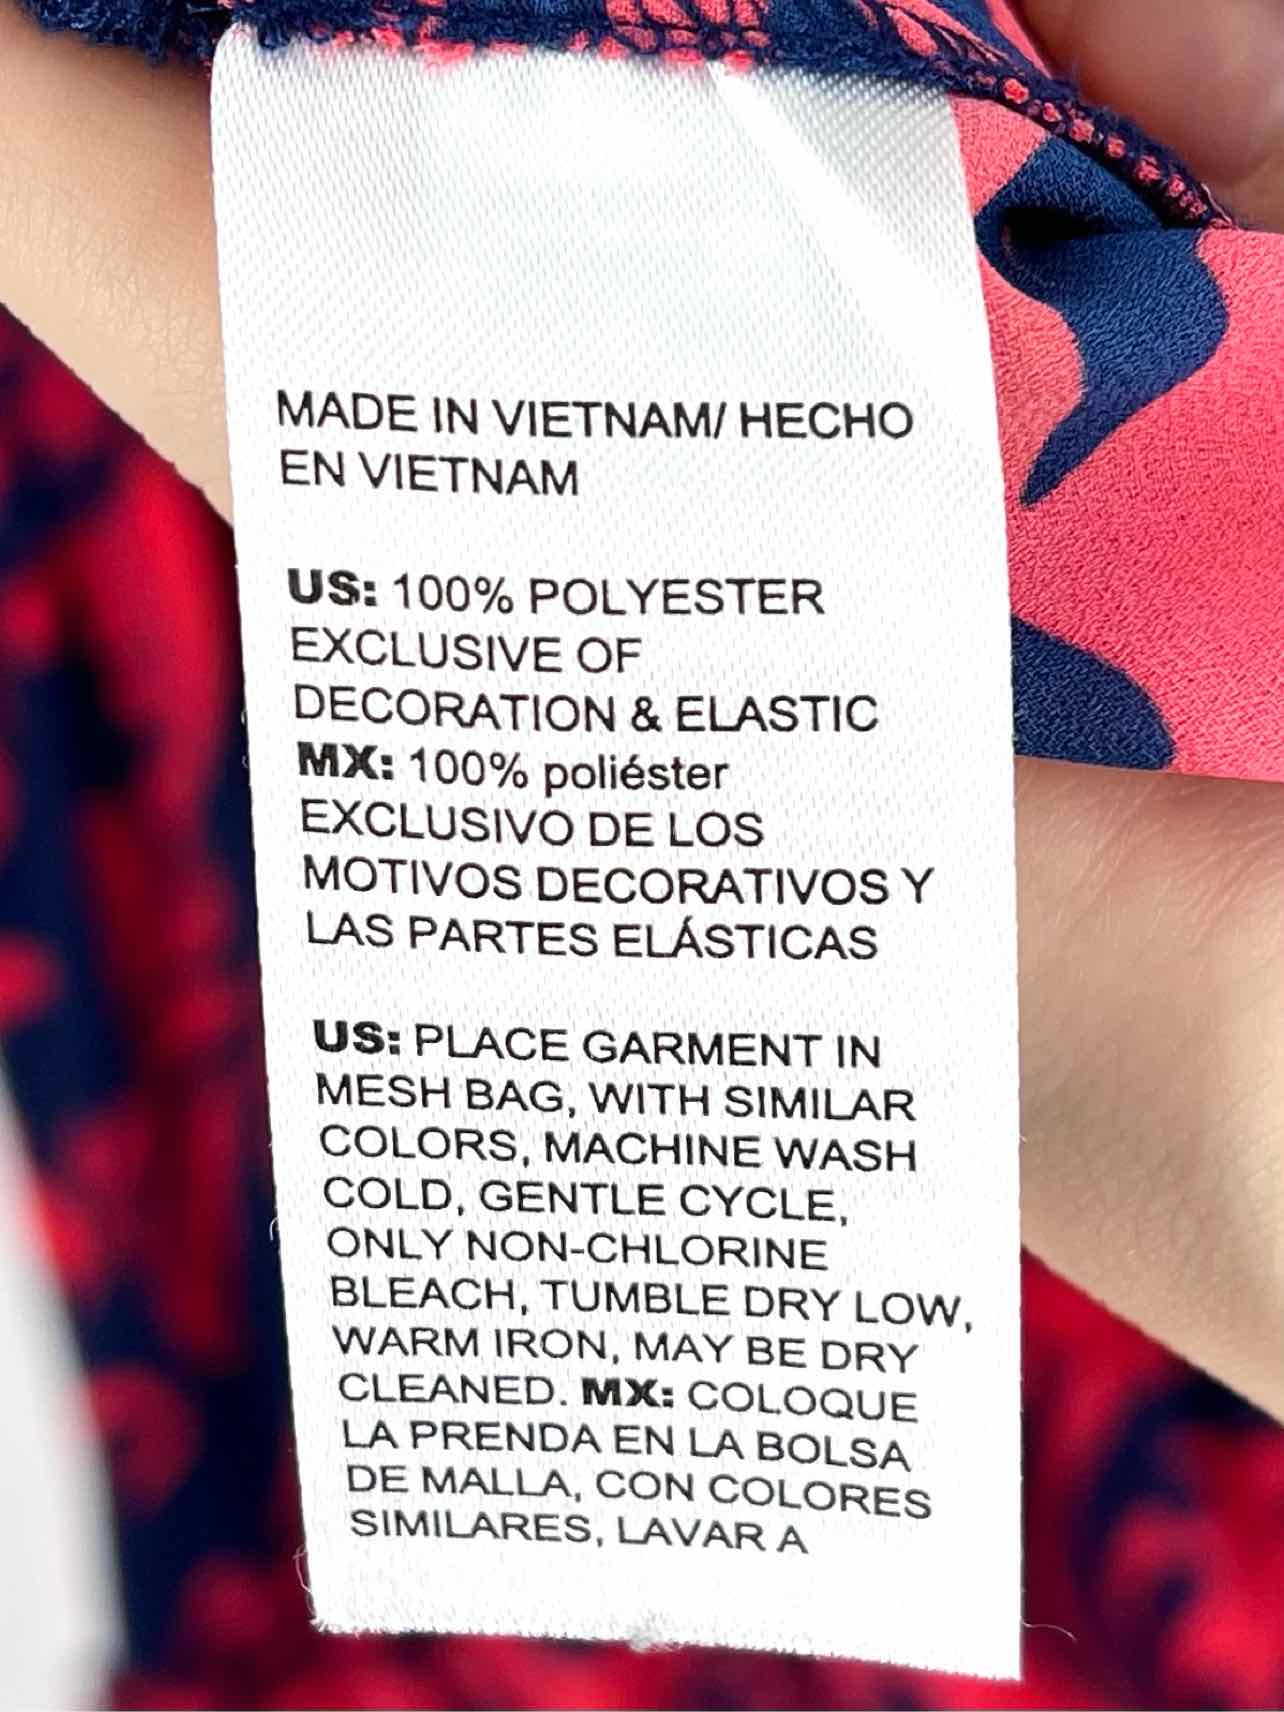 MADE IN VIETNAM/ HECHO
EN VIETNAM
US: 100% POLYESTER
EXCLUSIVE OF
DECORATION & ELASTIC
MX: 100% poliéster
EXCLUSIVO DE LOS
MOTIVOS DECORATIVOS Y
LAS PARTES ELÁSTICAS
US: PLACE GARMENT IN
MESH BAG, WITH SIMILAR
COLORS, MACHINE WASH
COLD, GENTLE CYCLE,
ONLY NON-CHLORINE
BLEACH, TUMBLE DRY LOW,
WARM IRON, MAY BE DRY
CLEANED. MX: COLOQUE
LA PRENDA EN LA BOLSA
DE MALLA, CON COLORES
SIMILARES, LAVAR A